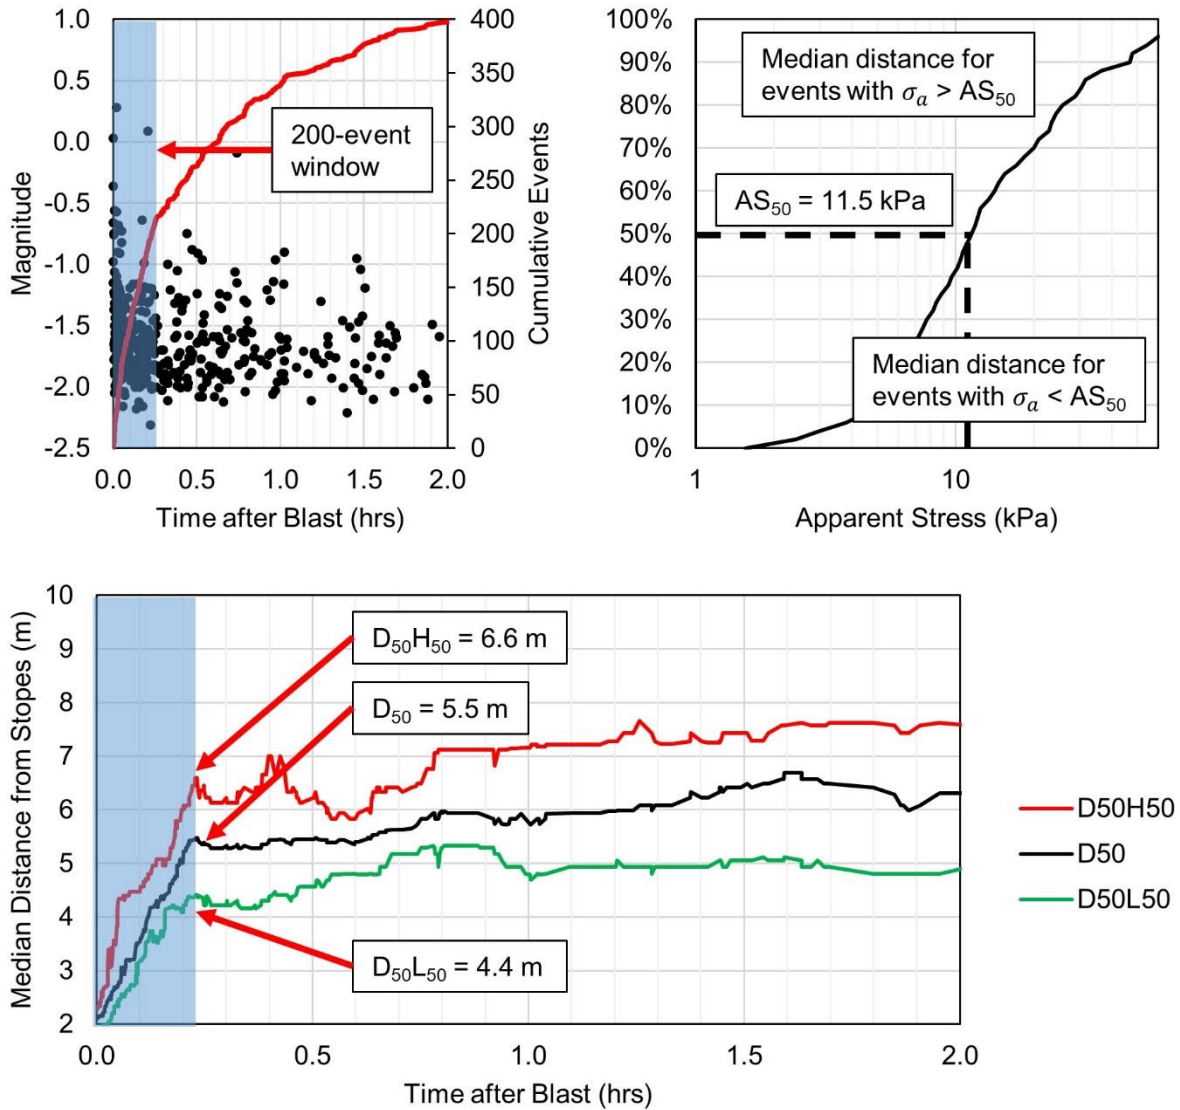 1.0
0.5
0.0
-0.5
-1.0
-1.5
-2.0
-2.5
Magnitude
0.0
0.5
1.0
1.5
2.0
Time after Blast (hrs)
400
350
300
250
200
150
100
50
0
Cumulative Events
200-event
window
100%
90%
80%
70%
60%
50%
40%
30%
20%
10%
0%
Median distance for
events with σₐ > AS₅₀
AS₅₀ = 11.5 kPa
Median distance for
events with σₐ < AS₅₀
1
10
Apparent Stress (kPa)
10
9
8
7
6
5
4
3
2
Median Distance from Stopes (m)
D₅₀H₅₀ = 6.6 m
D₅₀ = 5.5 m
D₅₀L₅₀ = 4.4 m
0.0
0.5
1.0
1.5
2.0
Time after Blast (hrs)
D50H50
D50
D50L50